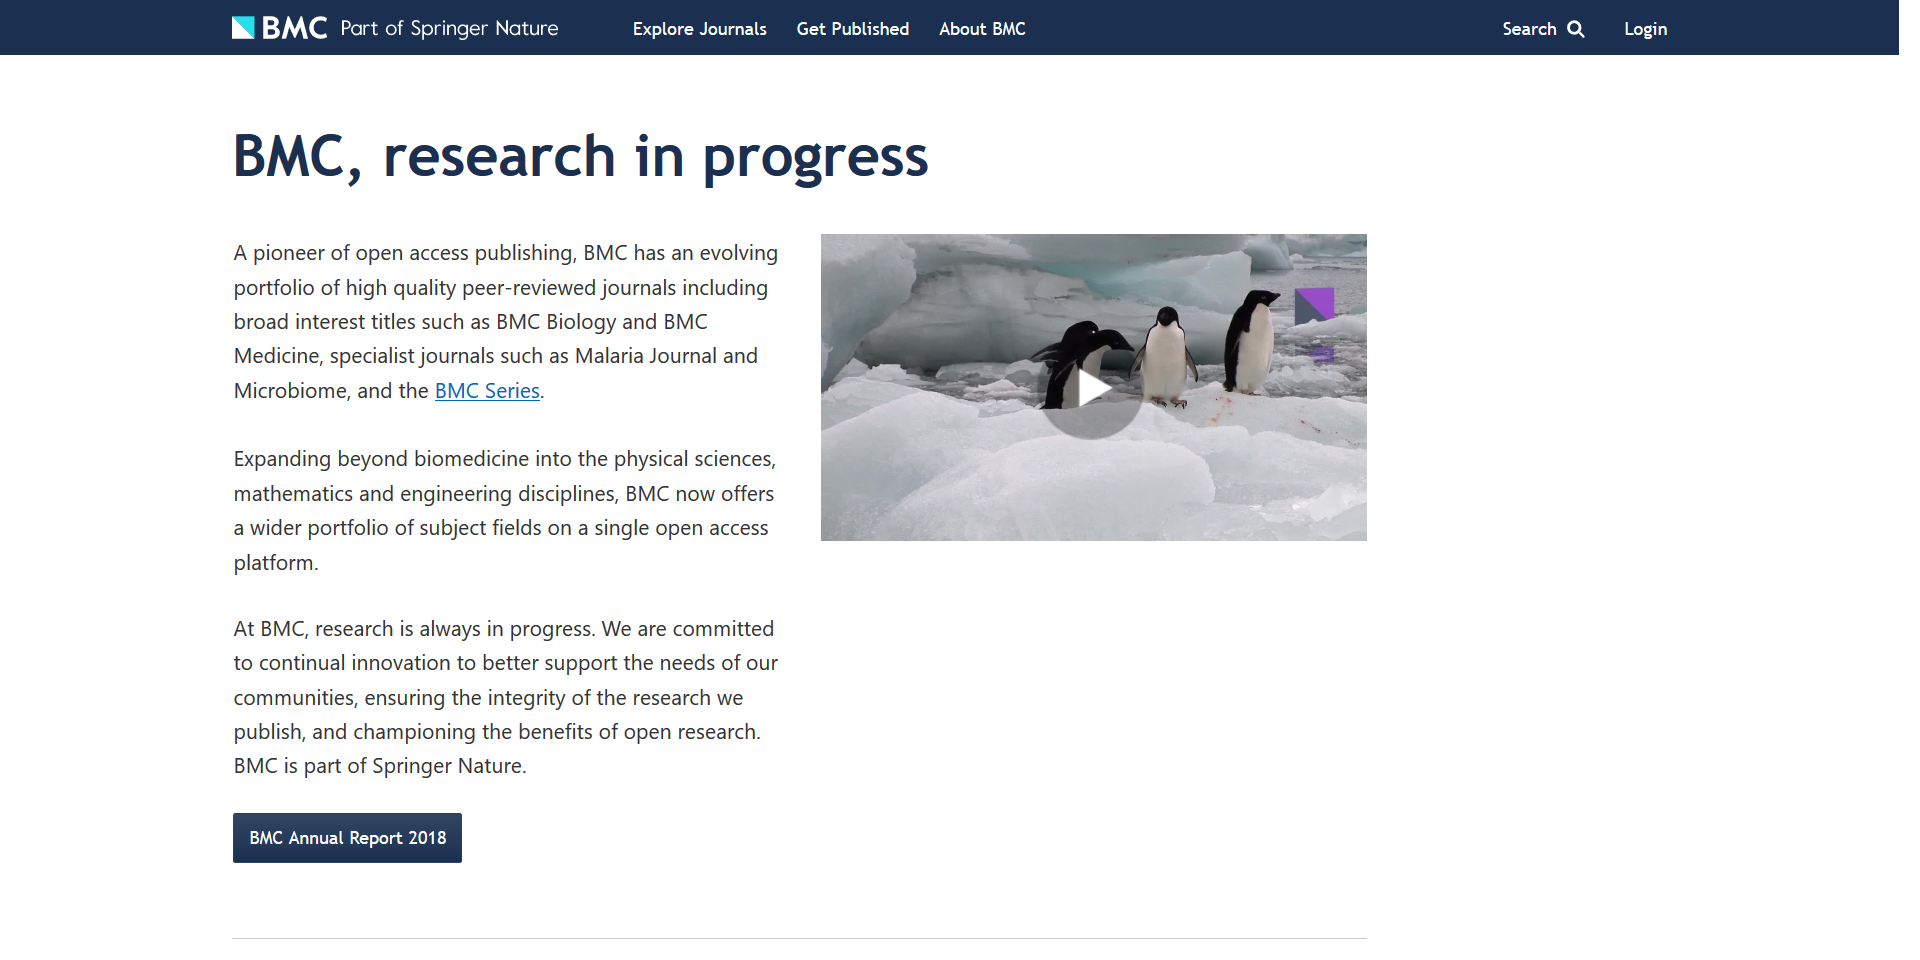 BMC Part of Springer Nature Explore Journals Get Published About BMC Search Login
BMC, research in progress
A pioneer of open access publishing, BMC has an evolving
portfolio of high quality peer-reviewed journals including
broad interest titles such as BMC Biology and BMC
Medicine, specialist journals such as Malaria Journal and
Microbiome, and the BMC Series.
Expanding beyond biomedicine into the physical sciences,
mathematics and engineering disciplines, BMC now offers
a wider portfolio of subject fields on a single open access
platform.
At BMC, research is always in progress. We are committed
to continual innovation to better support the needs of our
communities, ensuring the integrity of the research we
publish, and championing the benefits of open research.
BMC is part of Springer Nature.
BMC Annual Report 2018